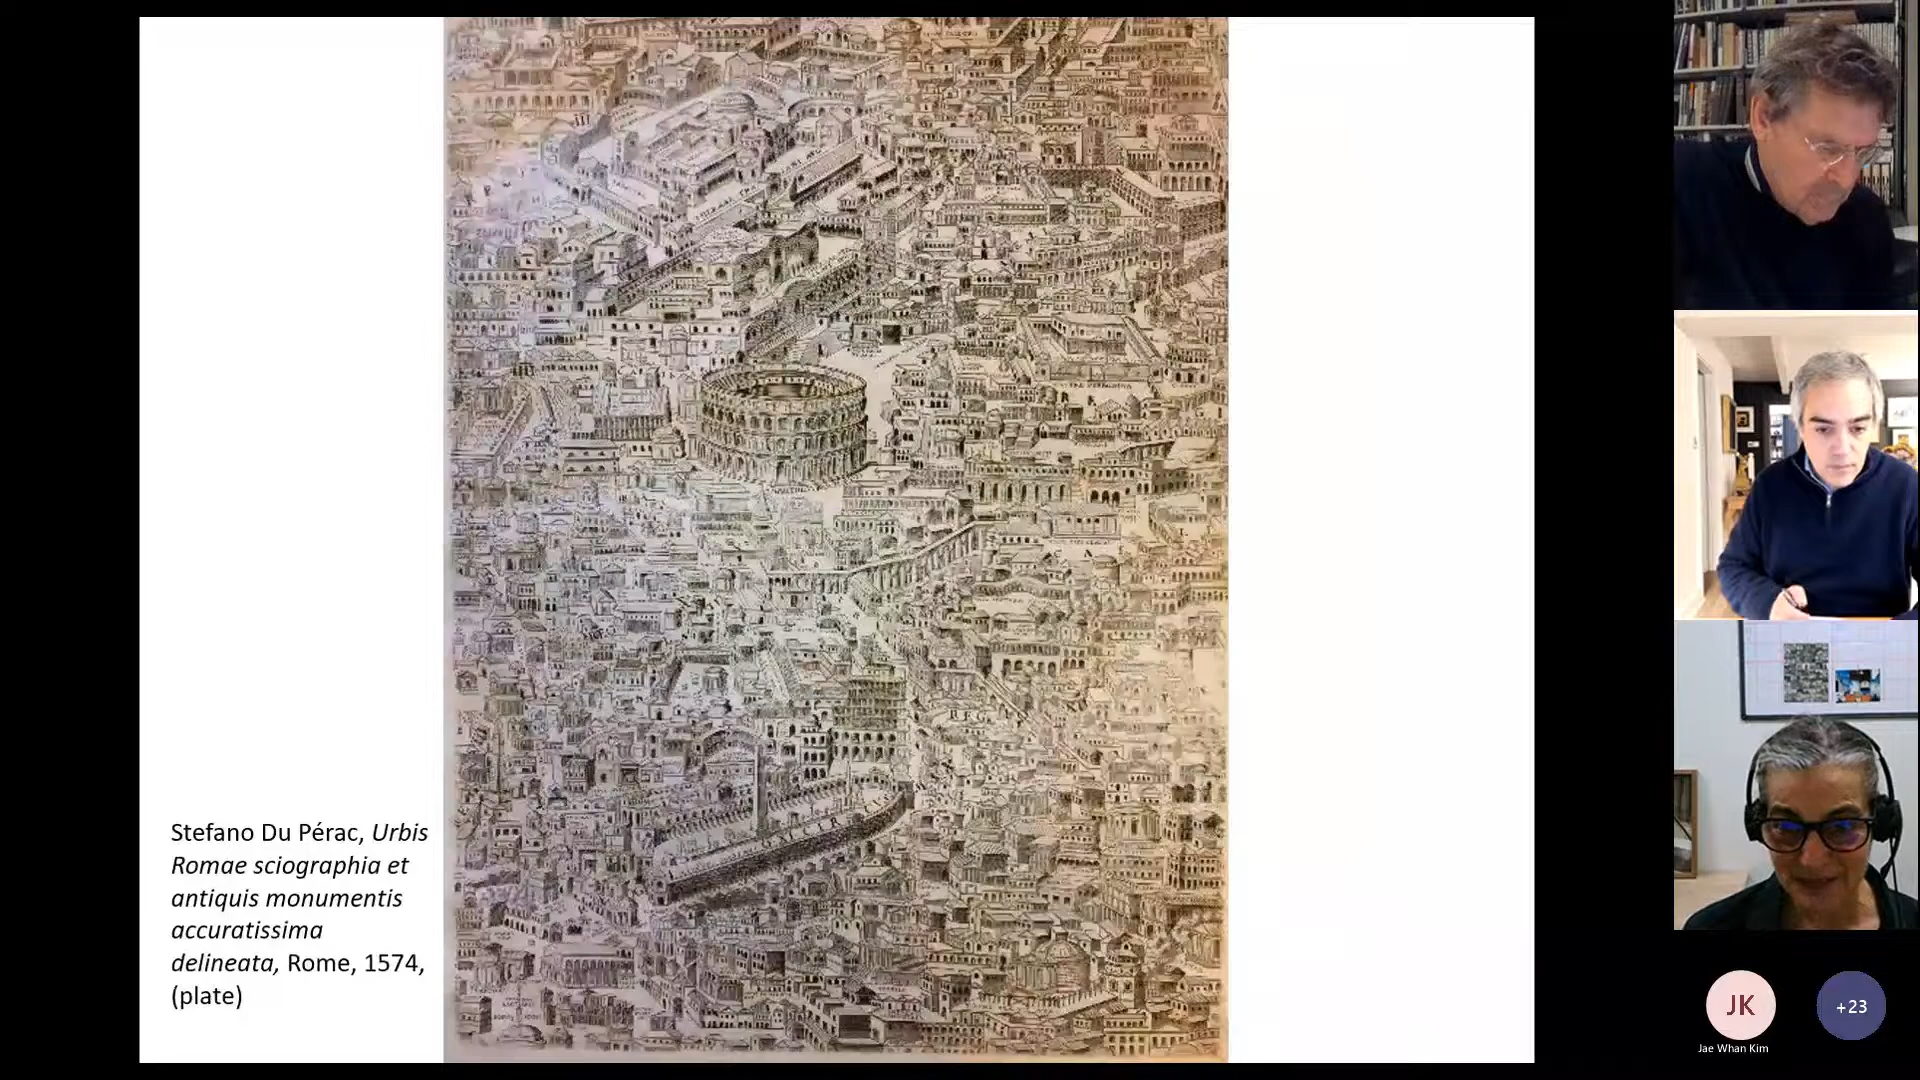 Stefano Du Pérac, Urbis
Romae sciographia et
antiquis monumentis
accuratissima
delineata, Rome, 1574,
(plate)
JK
+23
Jae Whan Kim